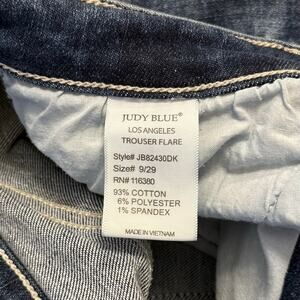 JUDY BLUE®
LOS ANGELES
TROUSER FLARE
Style# JB82430DK
Size# 9/29
RN# 116380
93% COTTON
6% POLYESTER
1% SPANDEX
MADE IN VIETNAM